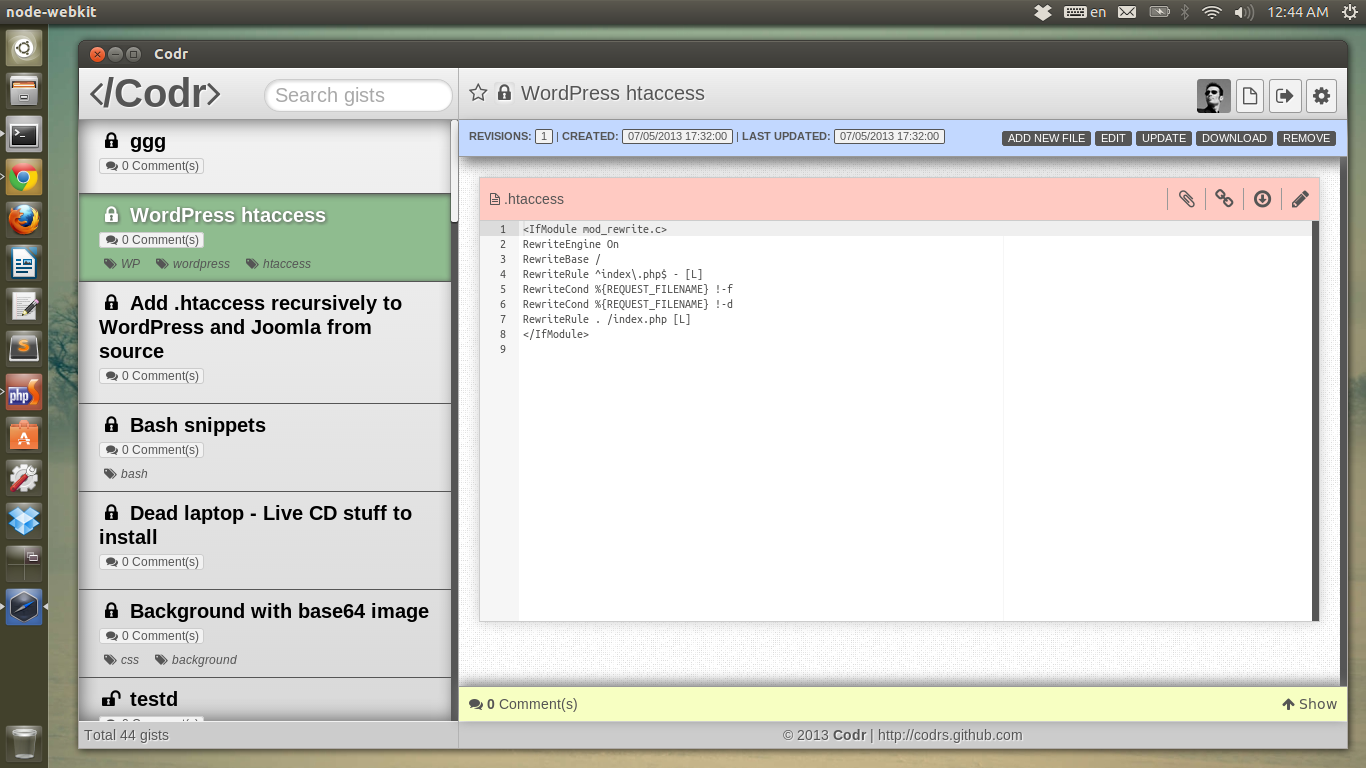 node-webkit
en
12:44 AM
Codr
</Codr>
Search gists
WordPress htaccess
REVISIONS: 1 | CREATED: 07/05/2013 17:32:00 | LAST UPDATED: 07/05/2013 17:32:00
ADD NEW FILE
EDIT
UPDATE
DOWNLOAD
REMOVE
ggg
0 Comment(s)
WordPress htaccess
0 Comment(s)
WP wordpress htaccess
Add .htaccess recursively to
WordPress and Joomla from
source
0 Comment(s)
Bash snippets
0 Comment(s)
bash
Dead laptop - Live CD stuff to
install
0 Comment(s)
Background with base64 image
0 Comment(s)
css background
testd
0 Comment(s)
Total 44 gists
.htaccess
1 <IfModule mod_rewrite.c>
2 RewriteEngine On
3 RewriteBase /
4 RewriteRule ^index\.php$ - [L]
5 RewriteCond %{REQUEST_FILENAME} !-f
6 RewriteCond %{REQUEST_FILENAME} !-d
7 RewriteRule . /index.php [L]
8 </IfModule>
9
0 Comment(s)
Show
© 2013 Codr | http://codrs.github.com
php
S